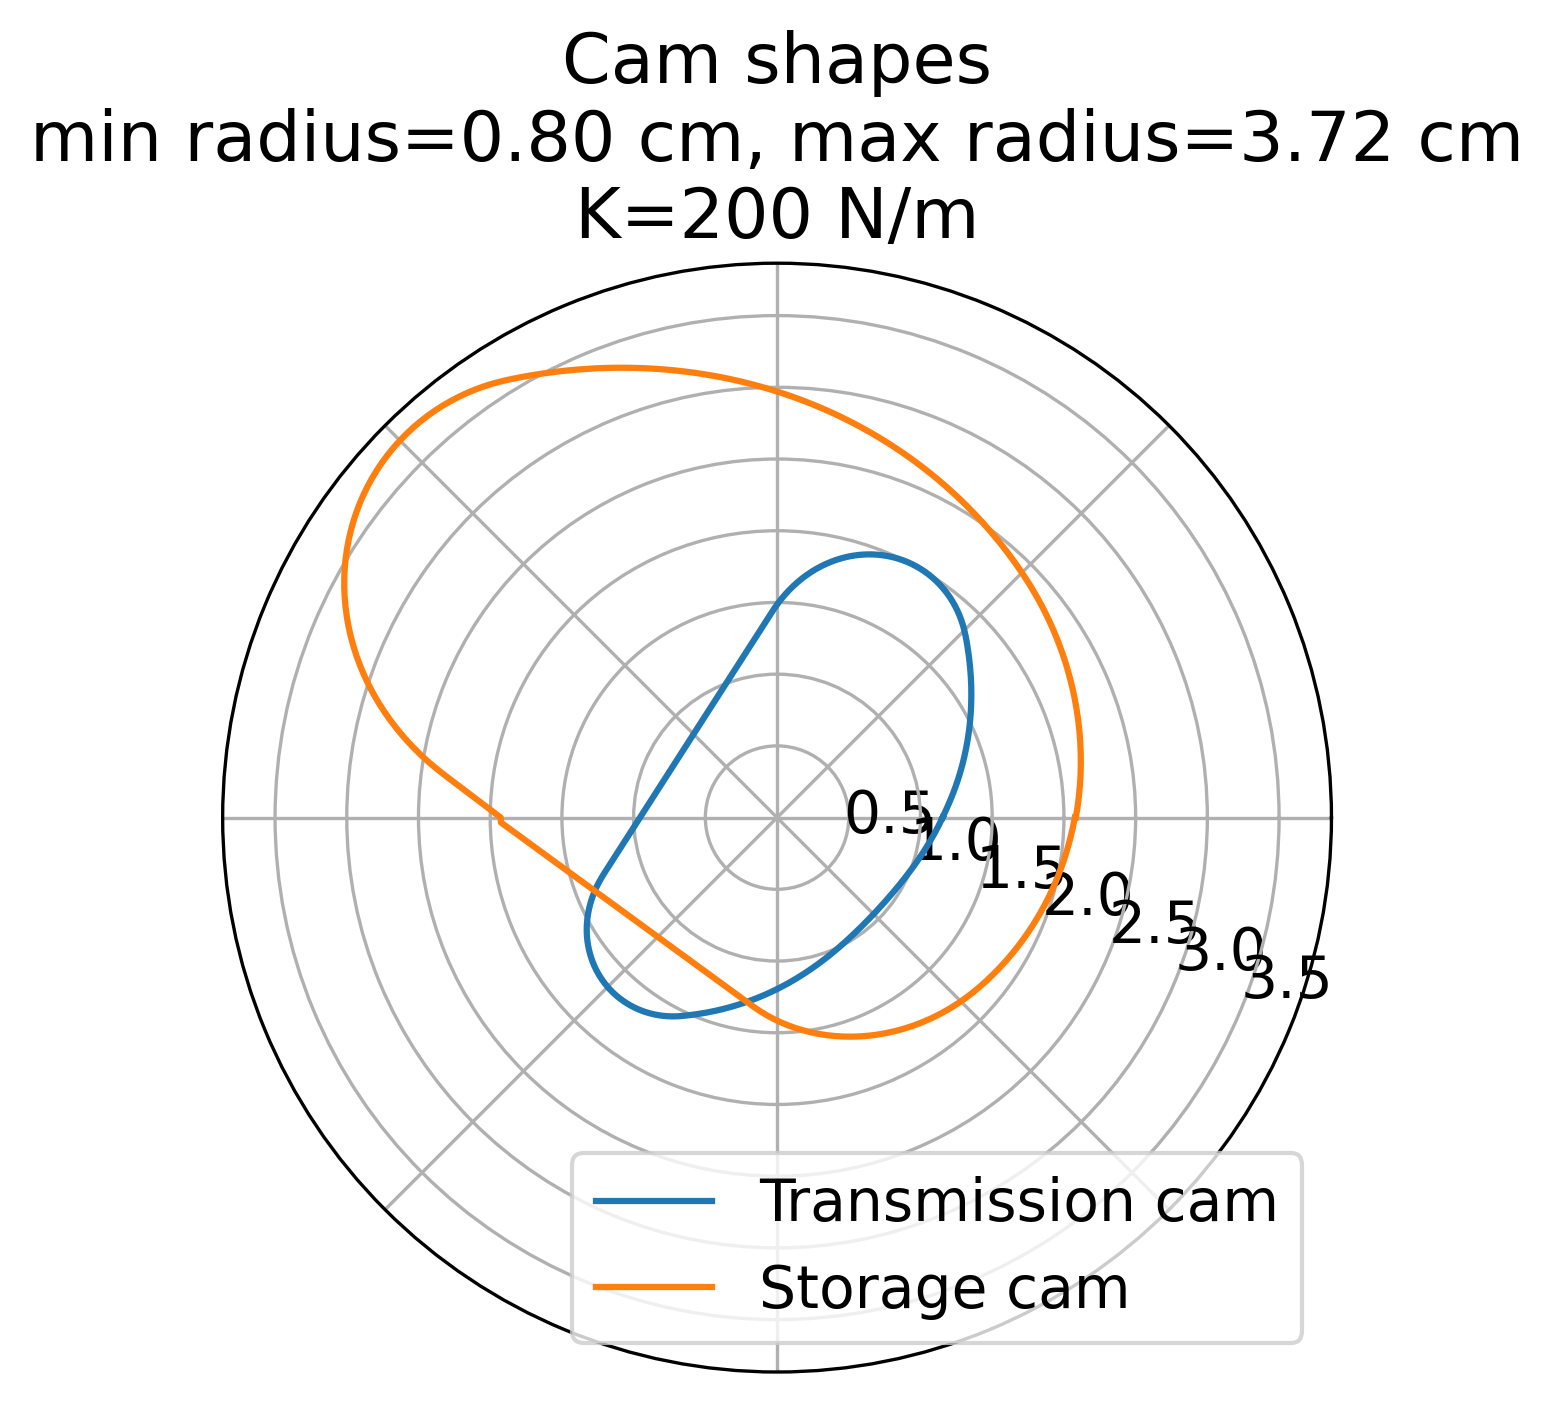 Cam shapes
min radius=0.80 cm, max radius=3.72 cm
K=200 N/m
0.5
1.0
1.5
2.0
2.5
3.0
3.5
Transmission cam
Storage cam